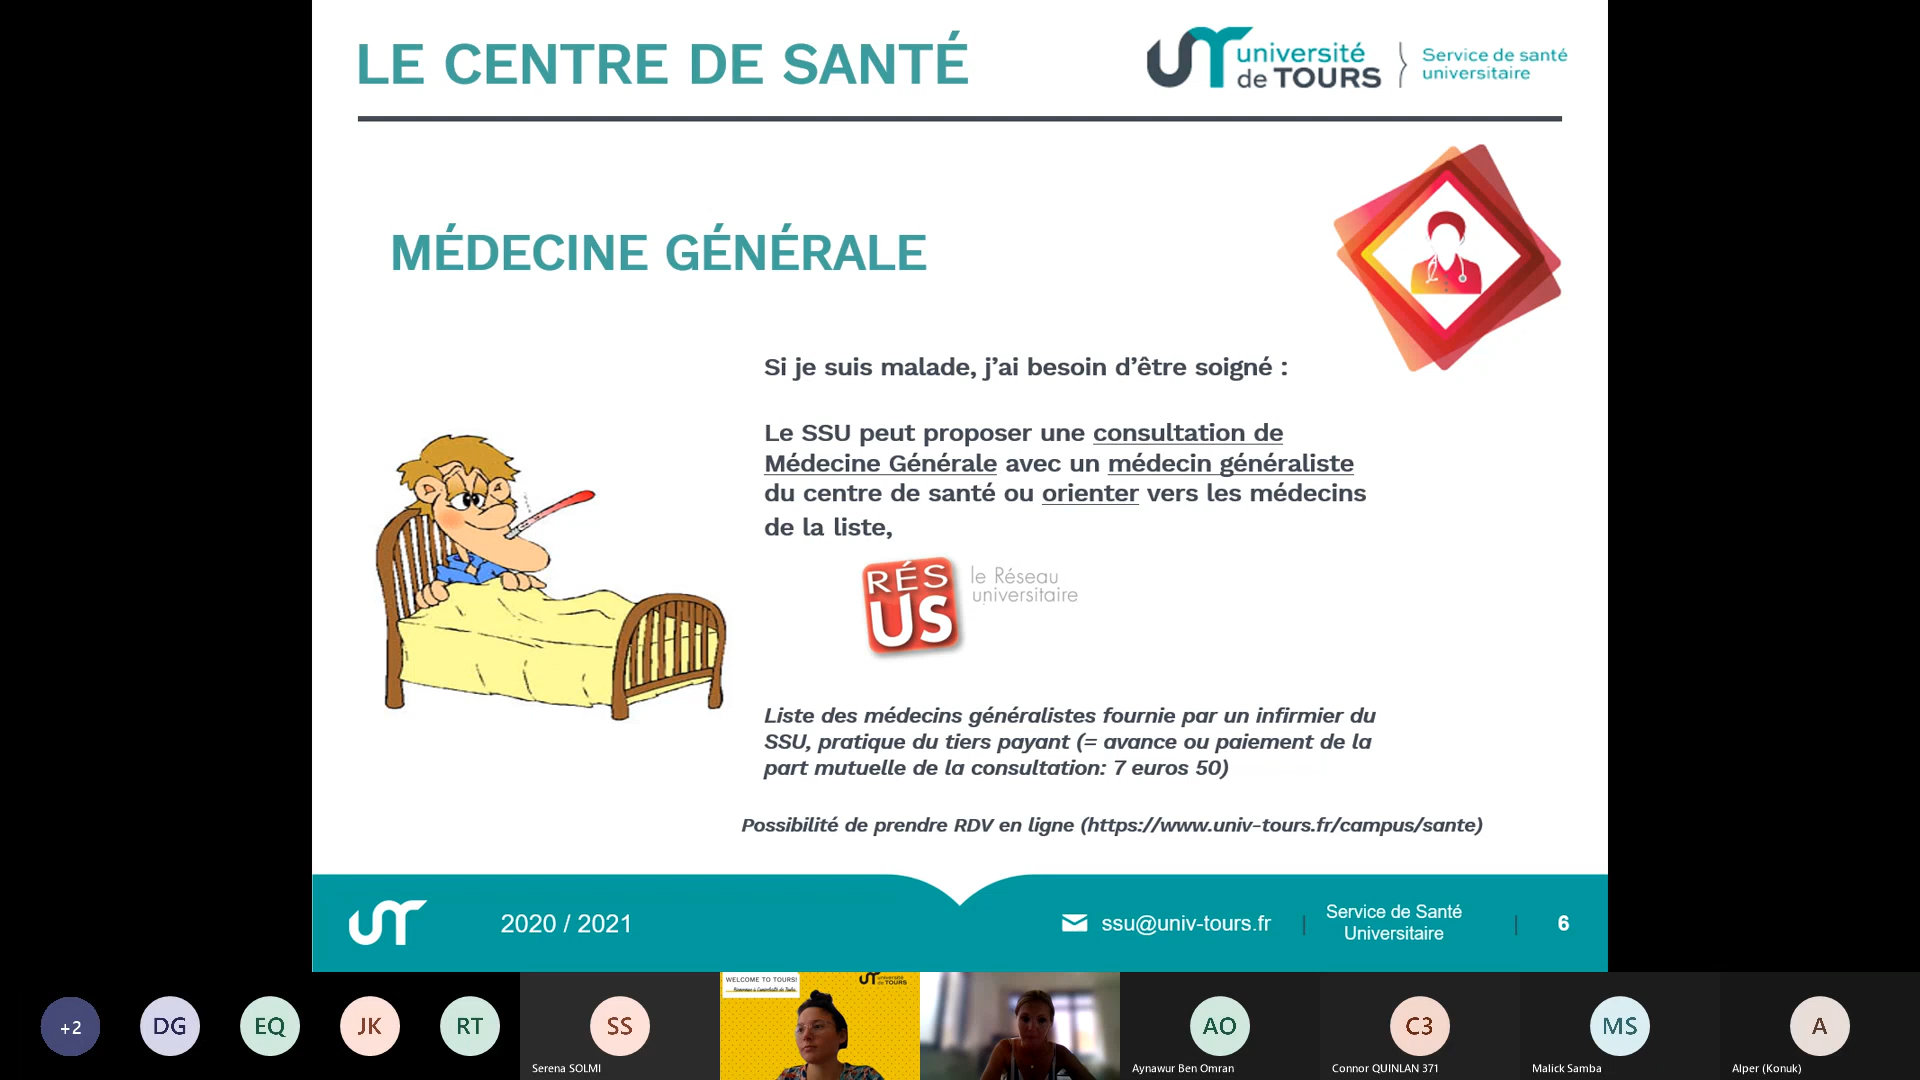 LE CENTRE DE SANTÉ
université
de TOURS
Service de santé
universitaire
MÉDECINE GÉNÉRALE
Si je suis malade, j’ai besoin d’être soigné :
Le SSU peut proposer une consultation de
Médecine Générale avec un médecin généraliste
du centre de santé ou orienter vers les médecins
de la liste,
RÉS
US
le Réseau
universitaire
Liste des médecins généralistes fournie par un infirmier du
SSU, pratique du tiers payant (= avance ou paiement de la
part mutuelle de la consultation: 7 euros 50)
Possibilité de prendre RDV en ligne (https://www.univ-tours.fr/campus/sante)
2020 / 2021
ssu@univ-tours.fr
Service de Santé
Universitaire
6
+2
DG
EQ
JK
RT
SS
Serena SOLMI
WELCOME TO TOURS!
université
de TOURS
AO
Aynawur Ben Omran
C3
Connor QUINLAN 371
MS
Malick Samba
A
Alper (Konuk)